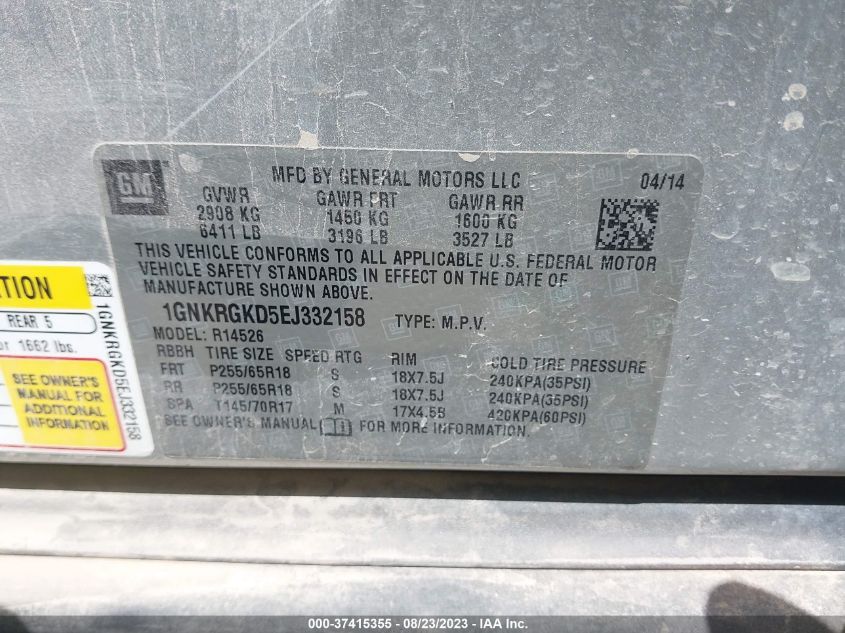 GM
MFD BY GENERAL MOTORS LLC 04/14
GVWR GAWR FRT GAWR RR
2908 KG 1450 KG 1600 KG
6411 LB 3196 LB 3527 LB
THIS VEHICLE CONFORMS TO ALL APPLICABLE U.S. FEDERAL MOTOR
VEHICLE SAFETY STANDARDS IN EFFECT ON THE DATE OF
MANUFACTURE SHOWN ABOVE.
1GNKRGKD5EJ332158 TYPE: M.P.V.
MODEL: R14526
RBBH TIRE SIZE SPEED RTG RIM COLD TIRE PRESSURE
FRT P255/65R18 S 18X7.5J 240KPA(35PSI)
RR P255/65R18 S 18X7.5J 240KPA(35PSI)
SPA T145/70R17 M 17X4.5B 420KPA(60PSI)
SEE OWNER'S MANUAL FOR MORE INFORMATION.
REAR 5
or 1662 lbs.
SEE OWNER'S
MANUAL FOR
ADDITIONAL
INFORMATION
1GNKRGKD5EJ332158
000-37415355 - 08/23/2023 - IAA Inc.